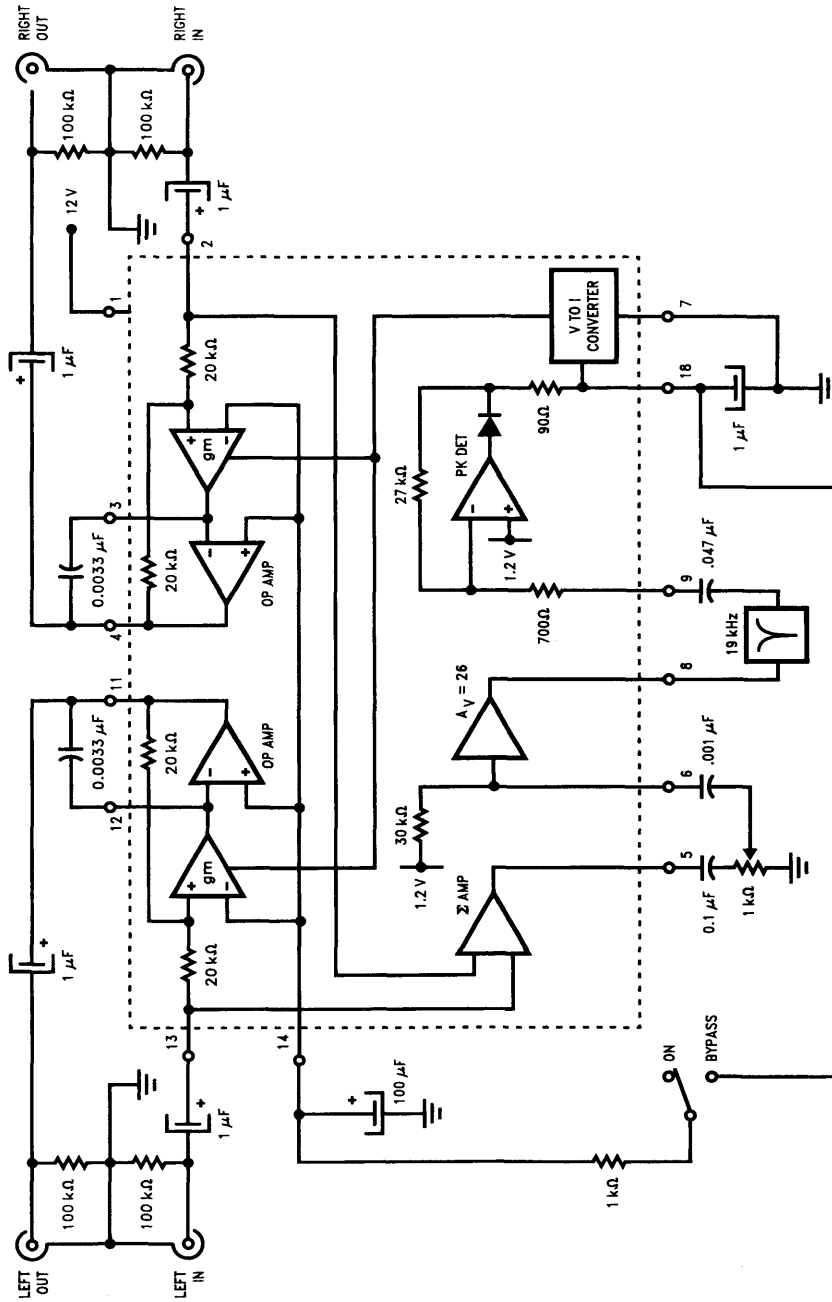 LEFT
OUT
LEFT
IN
100 kΩ
100 kΩ
1 μF
+
1 μF
+
13
14
100 μF
+
1 kΩ
ON
BYPASS
12
11
0.0033 μF
20 kΩ
20 kΩ
gm
+
−
OP AMP
−
+
Σ AMP
1.2 V
30 kΩ
A_V = 26
5
0.1 μF
1 kΩ
6
.001 μF
8
19 kHz
9
.047 μF
700Ω
1.2 V
−
+
PK DET
27 kΩ
90Ω
V TO I
CONVERTER
18
7
1 μF
4
3
0.0033 μF
20 kΩ
20 kΩ
gm
+
−
OP AMP
−
+
1 μF
+
1
12 V
2
1 μF
+
100 kΩ
100 kΩ
RIGHT
OUT
RIGHT
IN